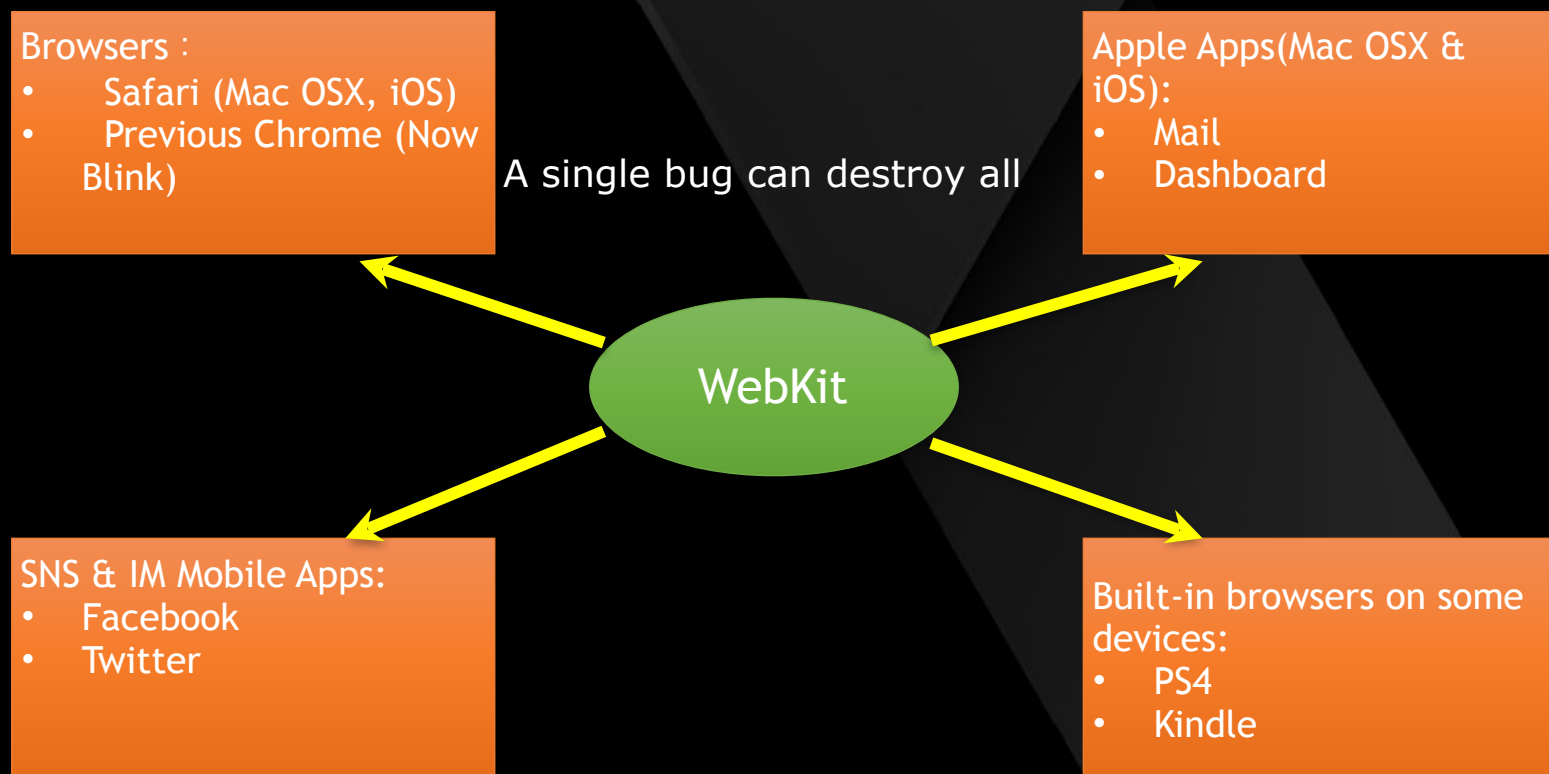 Browsers：
• Safari (Mac OSX, iOS)
• Previous Chrome (Now
Blink)
A single bug can destroy all
Apple Apps(Mac OSX &
iOS):
• Mail
• Dashboard
WebKit
SNS & IM Mobile Apps:
• Facebook
• Twitter
Built-in browsers on some
devices:
• PS4
• Kindle